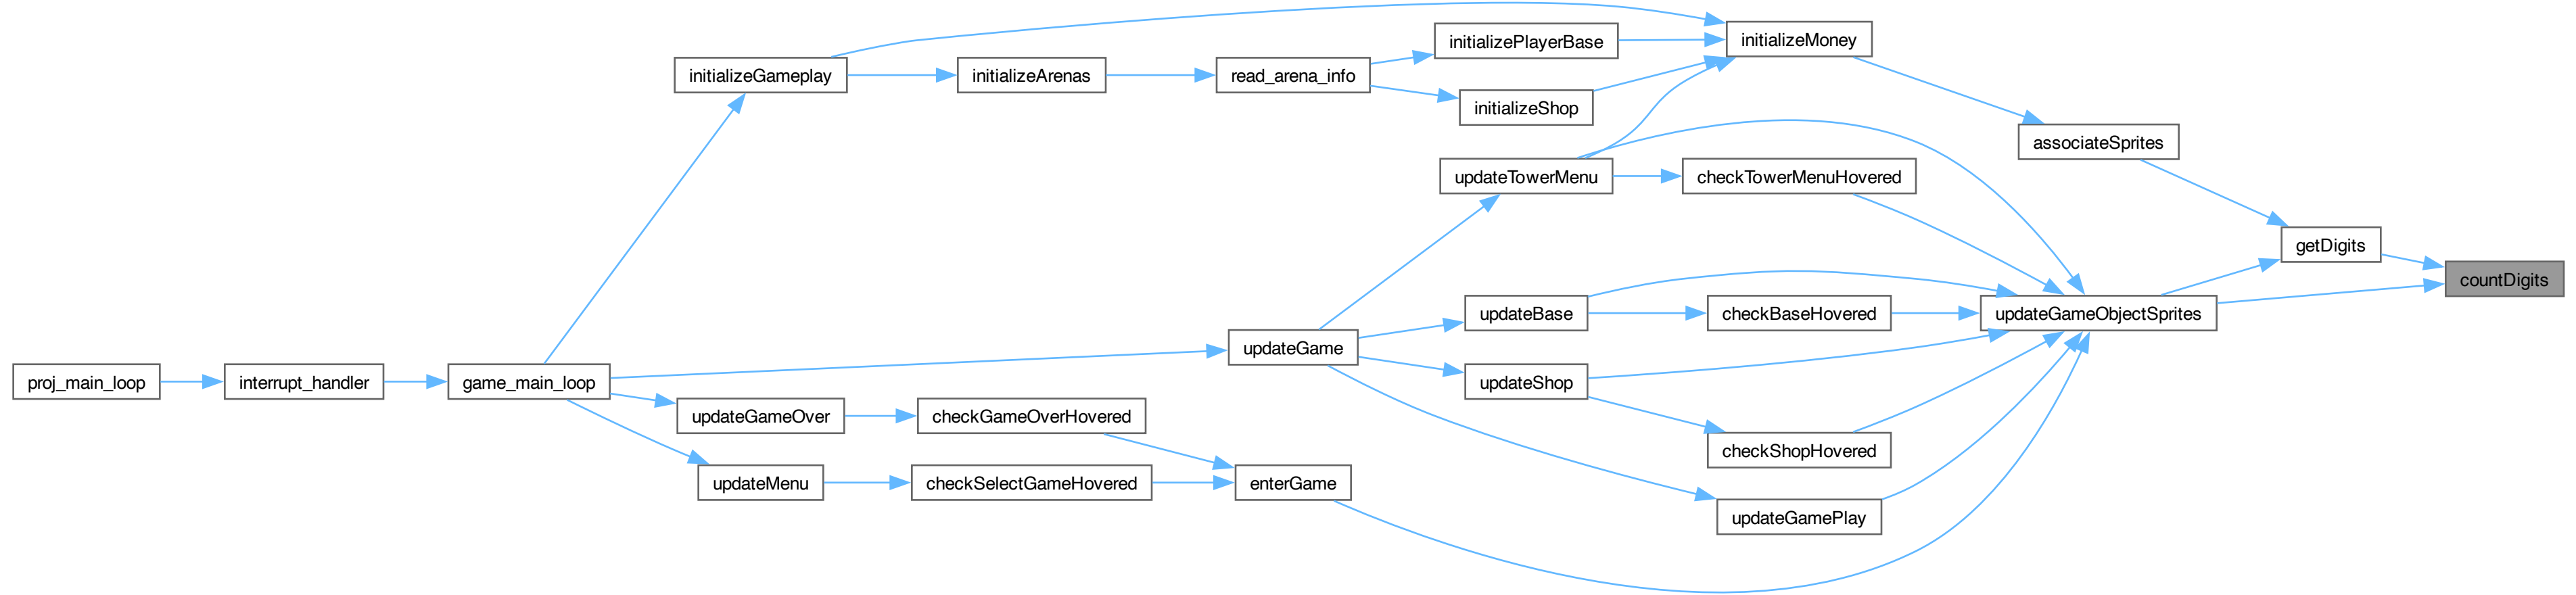 initializeMoney
initializePlayerBase
initializeGameplay
initializeArenas
read_arena_info
initializeShop
associateSprites
updateTowerMenu
checkTowerMenuHovered
getDigits
countDigits
updateBase
checkBaseHovered
updateGameObjectSprites
updateGame
proj_main_loop
interrupt_handler
game_main_loop
updateShop
updateGameOver
checkGameOverHovered
checkShopHovered
updateMenu
checkSelectGameHovered
enterGame
updateGamePlay